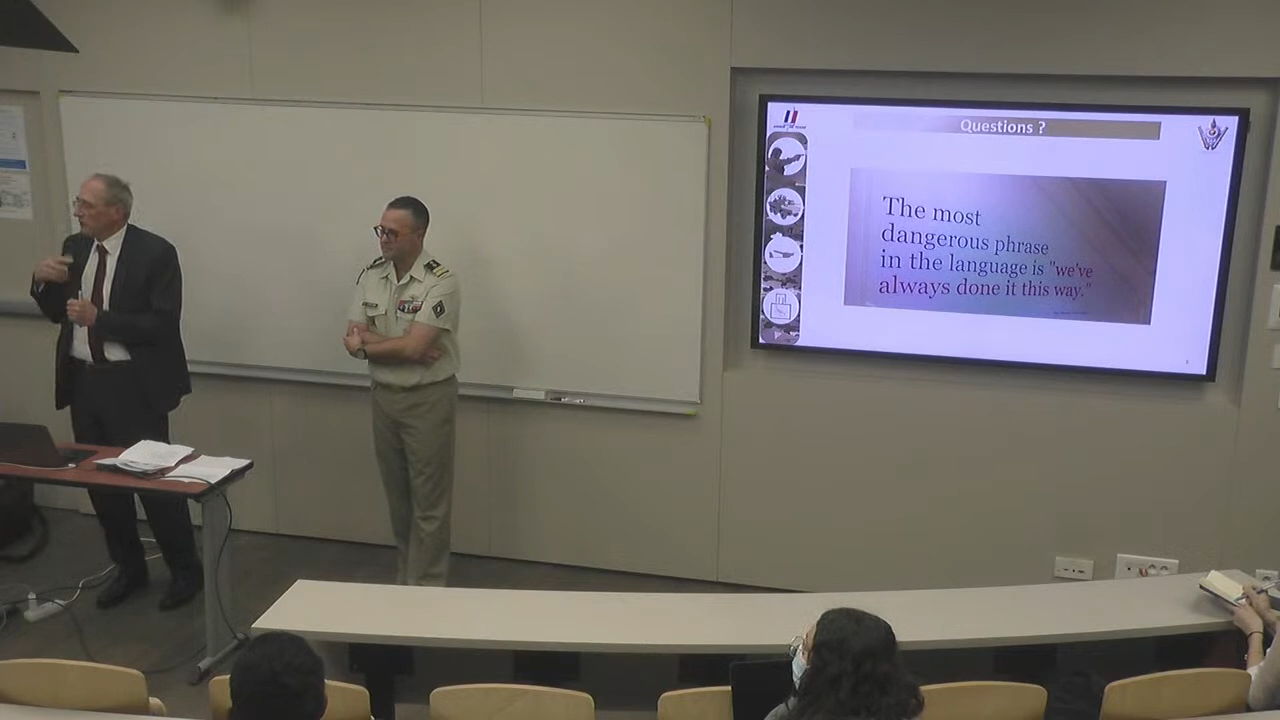 Questions ?
The most
dangerous phrase
in the language is "we've
always done it this way."